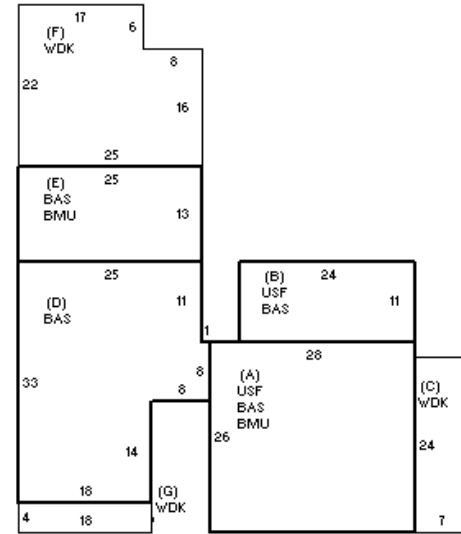 17
6
(F)
WDK
8
22
16
25
25
(E)
BAS
BMU
13
25
(B)
24
USF
BAS
11
(D)
BAS
11
1
28
8
(A)
USF
BAS
BMU
(C)
WDK
33
8
26
24
14
18
(G)
WDK
4
18
7